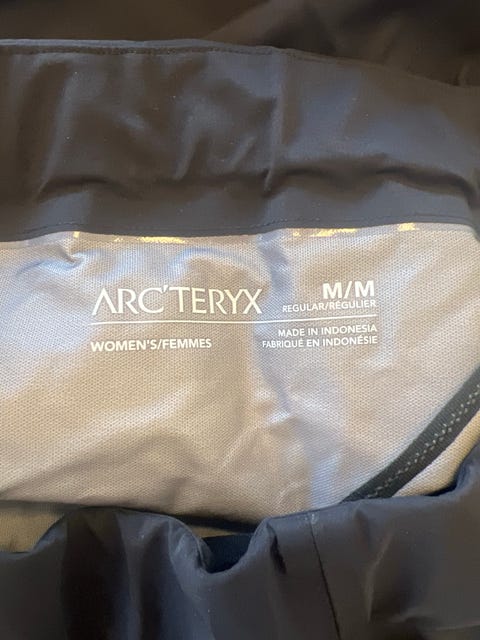 ARC'TERYX
WOMEN'S/FEMMES
M/M
REGULAR/RÉGULIER
MADE IN INDONESIA
FABRIQUÉ EN INDONÉSIE